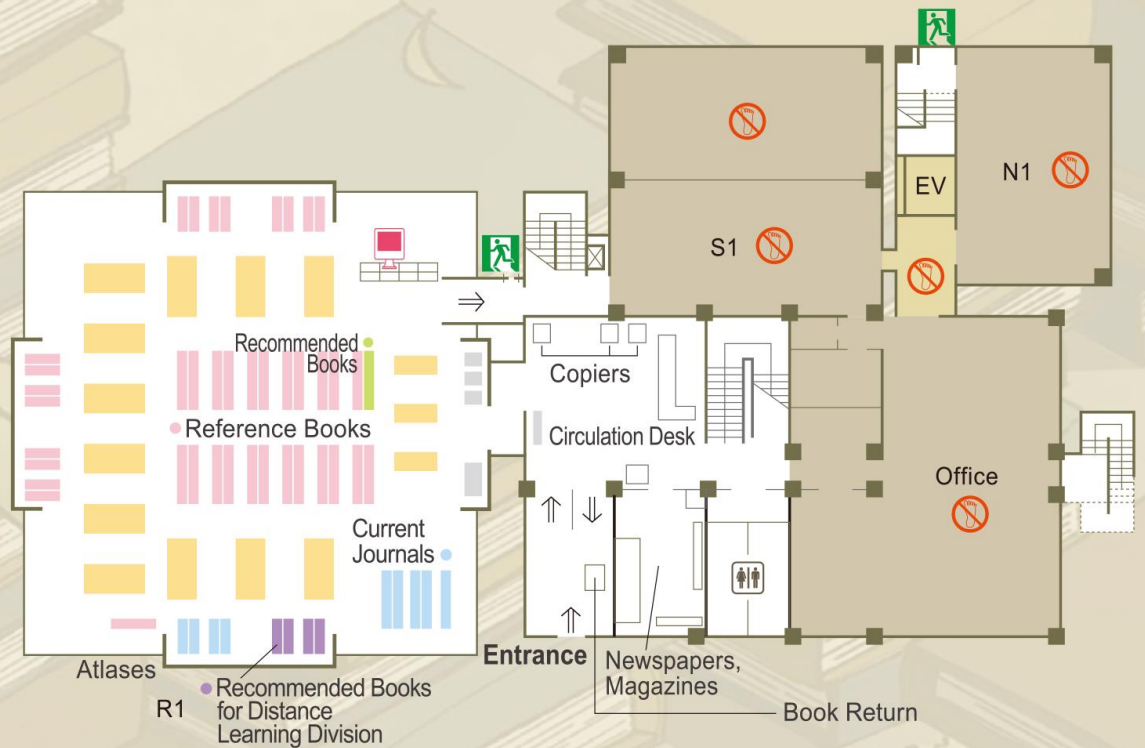 EV
N1
S1
Recommended
Books
Copiers
Reference Books
Circulation Desk
Office
Current
Journals
Entrance
Newspapers,
Magazines
Atlases
R1
Recommended Books
for Distance
Learning Division
Book Return